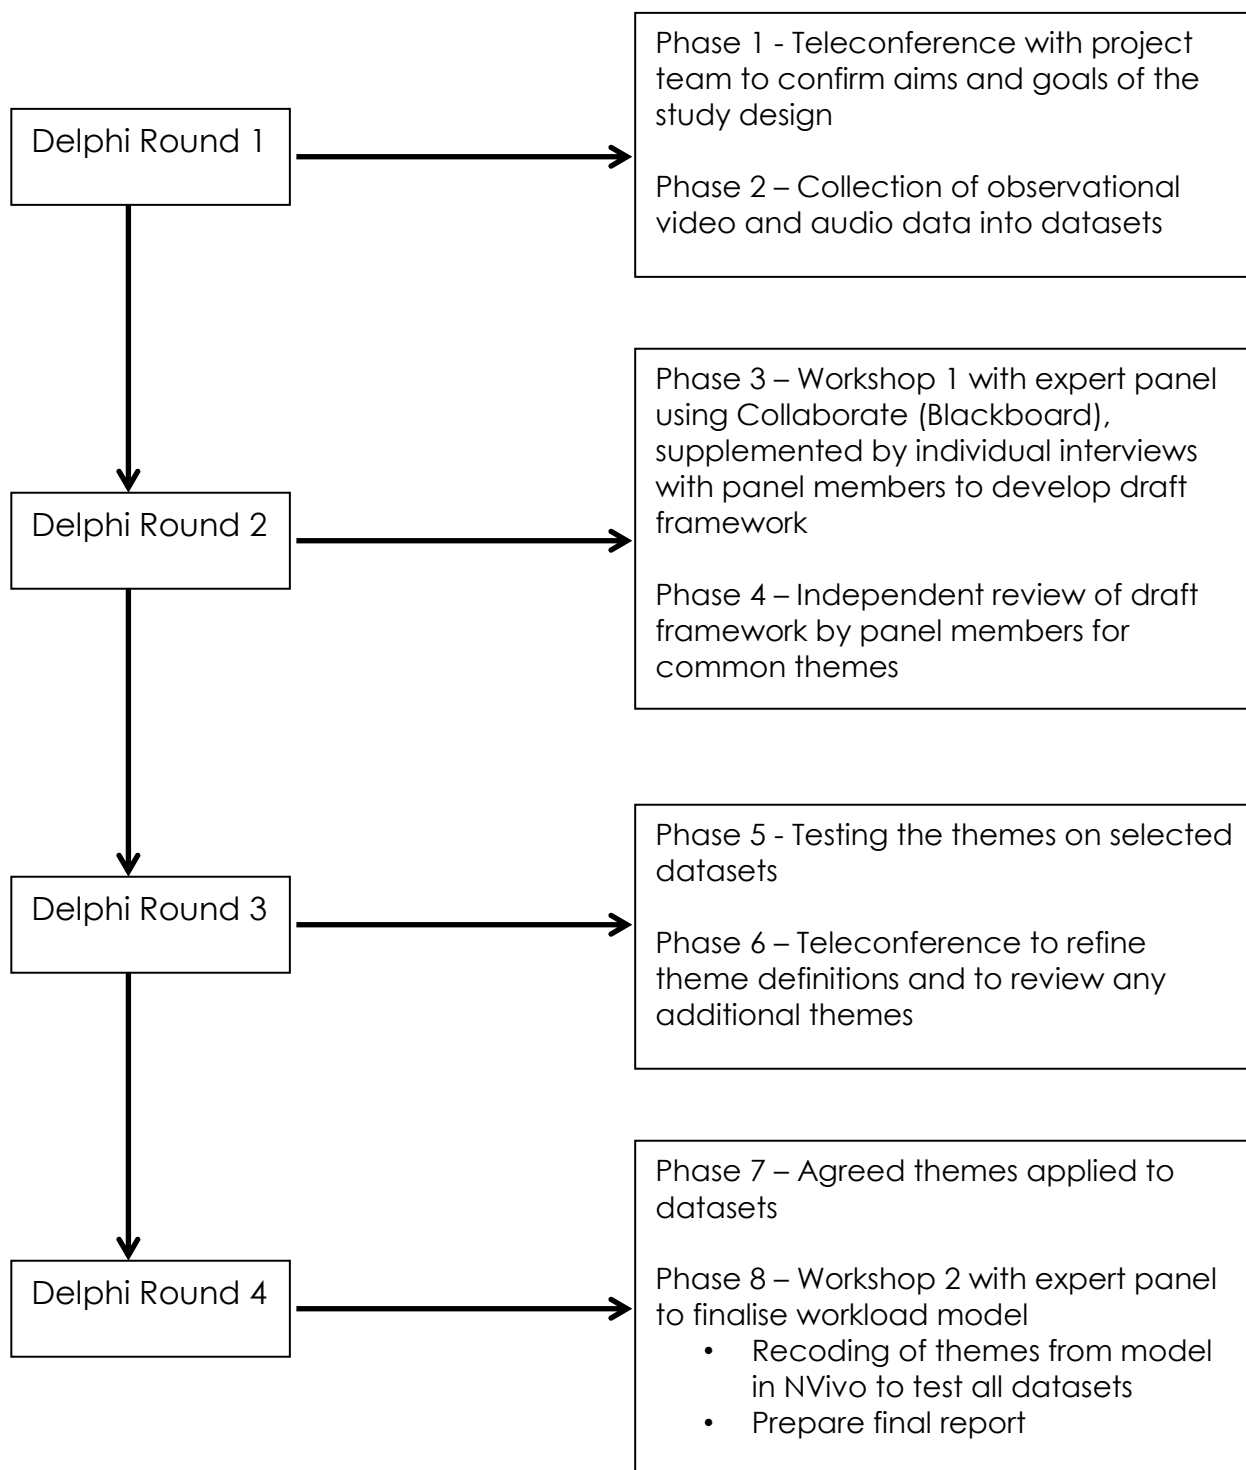 Delphi Round 1
Phase 1 - Teleconference with project
team to confirm aims and goals of the
study design
Phase 2 – Collection of observational
video and audio data into datasets
Delphi Round 2
Phase 3 – Workshop 1 with expert panel
using Collaborate (Blackboard),
supplemented by individual interviews
with panel members to develop draft
framework
Phase 4 – Independent review of draft
framework by panel members for
common themes
Delphi Round 3
Phase 5 - Testing the themes on selected
datasets
Phase 6 – Teleconference to refine
theme definitions and to review any
additional themes
Delphi Round 4
Phase 7 – Agreed themes applied to
datasets
Phase 8 – Workshop 2 with expert panel
to finalise workload model
• Recoding of themes from model
in NVivo to test all datasets
• Prepare final report